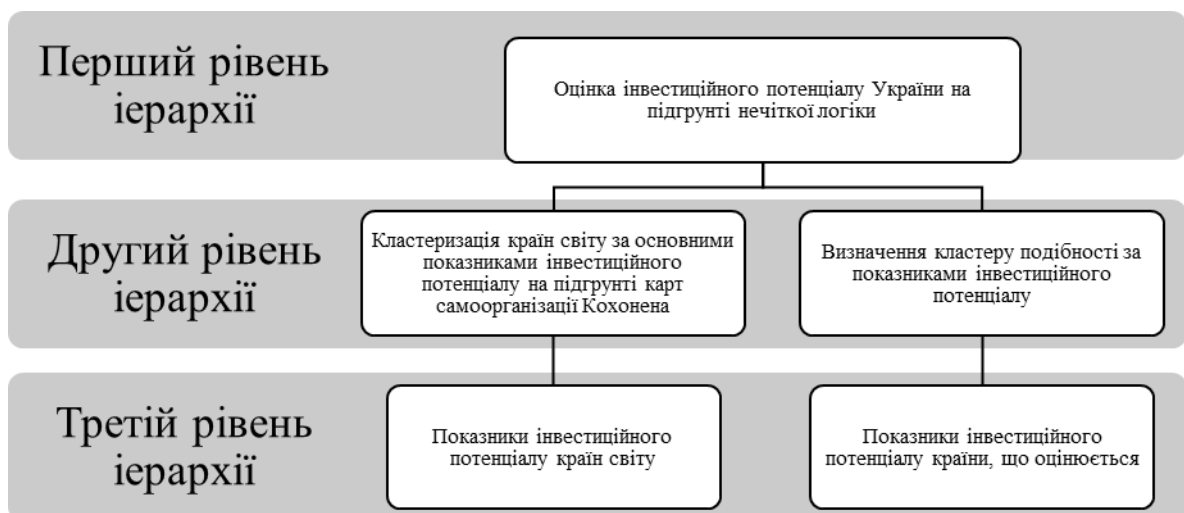 Перший рівень
ієрархії
Оцінка інвестиційного потенціалу України на
підгрунті нечіткої логіки
Другий рівень
ієрархії
Кластеризація країн світу за основними
показниками інвестиційного
потенціалу на підгрунті карт
самоорганізації Кохонена
Визначення кластеру подібності за
показниками інвестиційного
потенціалу
Третій рівень
ієрархії
Показники інвестиційного
потенціалу країн світу
Показники інвестиційного
потенціалу країни, що оцінюється